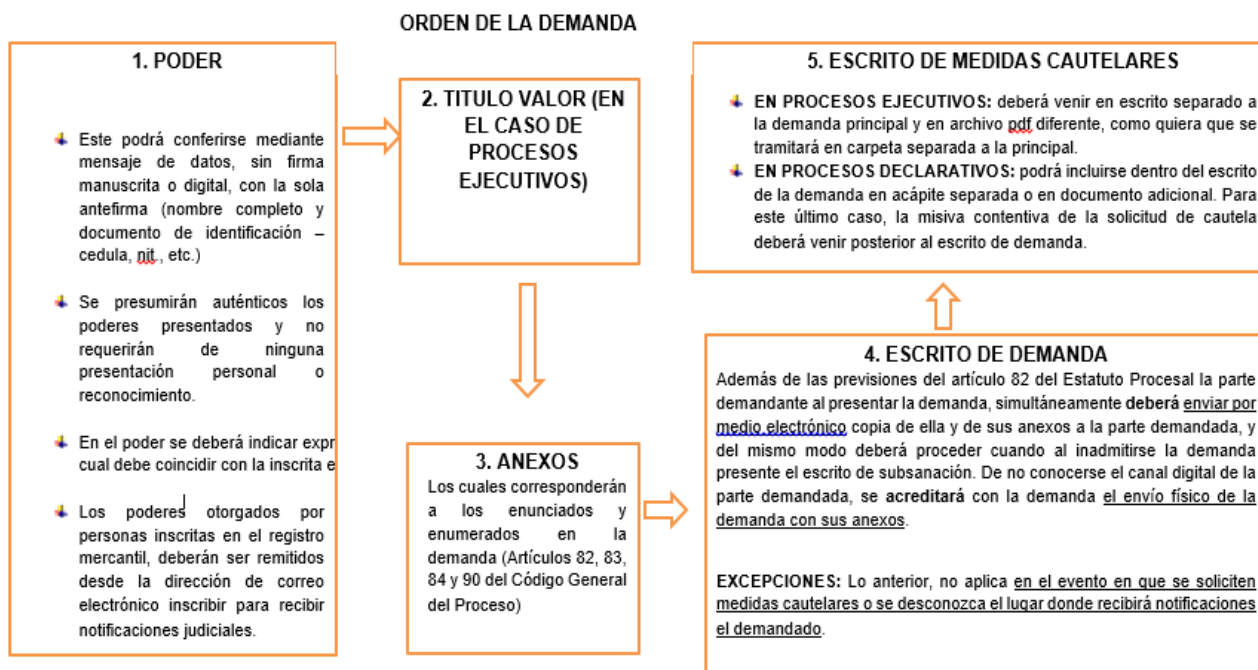 ORDEN DE LA DEMANDA
1. PODER
Este podrá conferirse mediante
mensaje de datos, sin firma
manuscrita o digital, con la sola
antefirma (nombre completo y
documento de identificación –
cedula, nit., etc.)
Se presumirán auténticos los
poderes presentados y no
requerirán de ninguna
presentación personal o
reconocimiento.
En el poder se deberá indicar expr
cual debe coincidir con la inscrita e
Los poderes otorgados por
personas inscritas en el registro
mercantil, deberán ser remitidos
desde la dirección de correo
electrónico inscribir para recibir
notificaciones judiciales.
2. TITULO VALOR (EN
EL CASO DE
PROCESOS
EJECUTIVOS)
3. ANEXOS
Los cuales corresponderán
a los enunciados y
enumerados en la
demanda (Artículos 82, 83,
84 y 90 del Código General
del Proceso)
4. ESCRITO DE DEMANDA
Además de las previsiones del artículo 82 del Estatuto Procesal la parte
demandante al presentar la demanda, simultáneamente deberá enviar por
medio electrónico copia de ella y de sus anexos a la parte demandada, y
del mismo modo deberá proceder cuando al inadmitirse la demanda
presente el escrito de subsanación. De no conocerse el canal digital de la
parte demandada, se acreditará con la demanda el envío físico de la
demanda con sus anexos.
EXCEPCIONES: Lo anterior, no aplica en el evento en que se soliciten
medidas cautelares o se desconozca el lugar donde recibirá notificaciones
el demandado.
5. ESCRITO DE MEDIDAS CAUTELARES
EN PROCESOS EJECUTIVOS: deberá venir en escrito separado a
la demanda principal y en archivo pdf diferente, como quiera que se
tramitará en carpeta separada a la principal.
EN PROCESOS DECLARATIVOS: podrá incluirse dentro del escrito
de la demanda en acápite separada o en documento adicional. Para
este último caso, la misiva contentiva de la solicitud de cautela
deberá venir posterior al escrito de demanda.